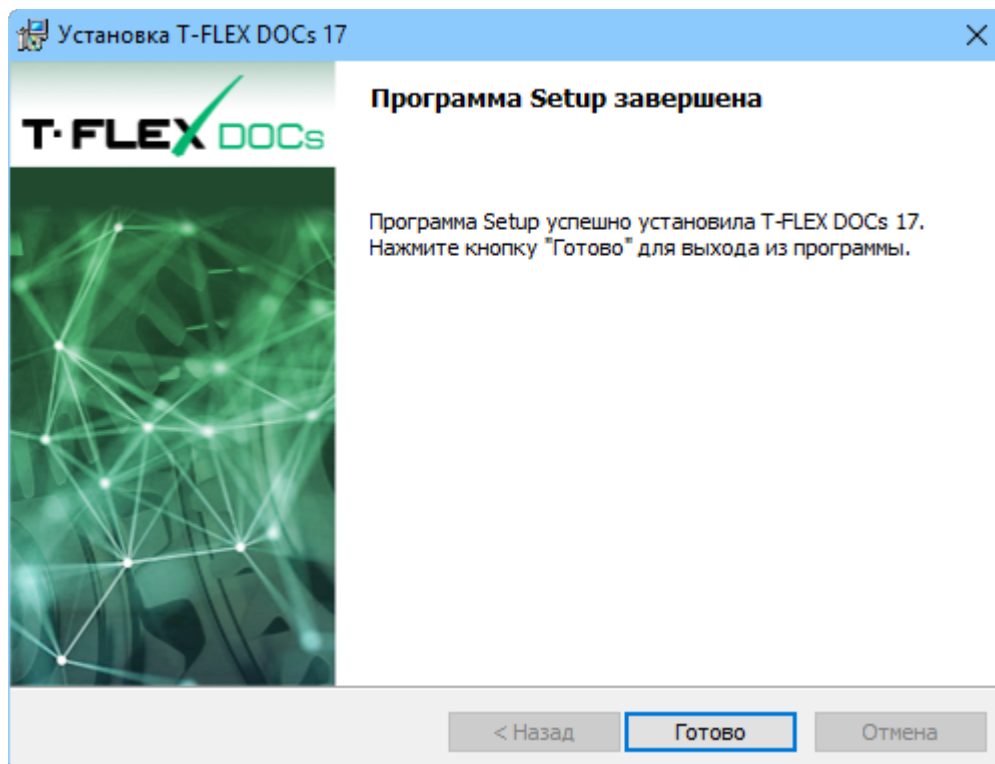 Установка T-FLEX DOCs 17
T-FLEX DOCs
Программа Setup завершена
Программа Setup успешно установила T-FLEX DOCs 17.
Нажмите кнопку "Готово" для выхода из программы.
< Назад
Готово
Отмена